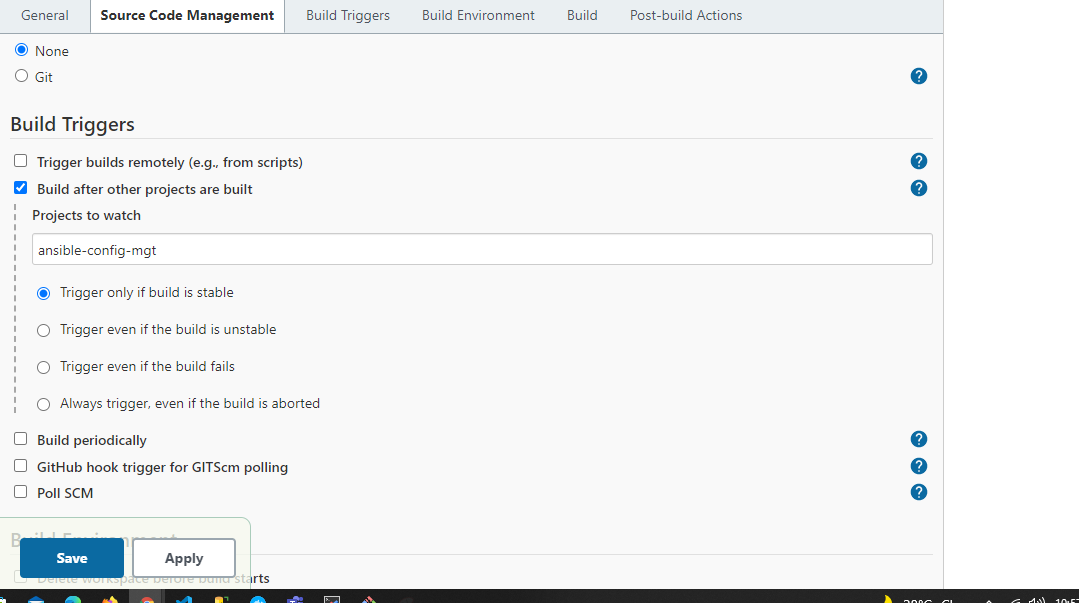 General Source Code Management Build Triggers Build Environment Build Post-build Actions
None
Git
?
Build Triggers
Trigger builds remotely (e.g., from scripts)
?
Build after other projects are built
?
Projects to watch
ansible-config-mgt
Trigger only if build is stable
Trigger even if the build is unstable
Trigger even if the build fails
Always trigger, even if the build is aborted
Build periodically
?
GitHub hook trigger for GITScm polling
?
Poll SCM
?
Build Environment
Save Apply
Delete workspace before build starts